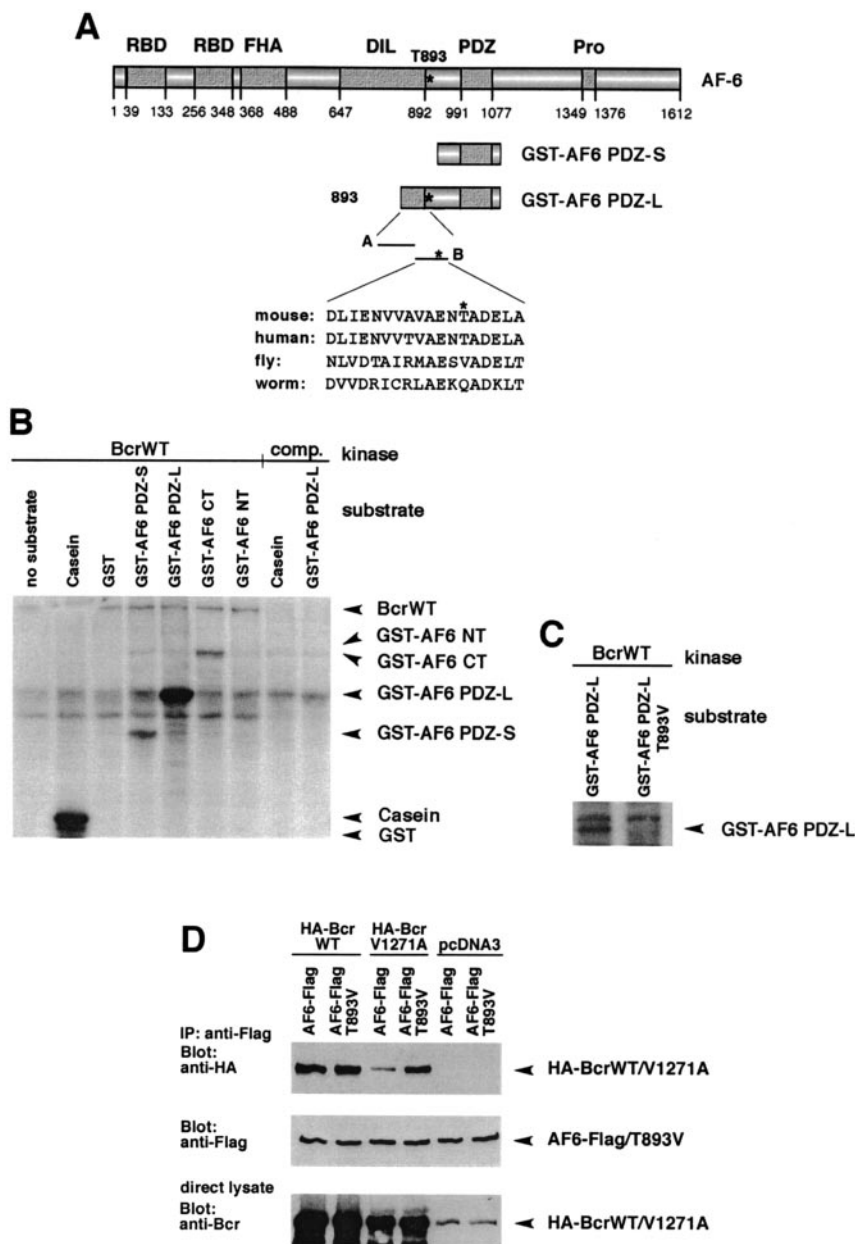 A
RBD RBD FHA DIL T893 PDZ Pro
* AF-6
1 39 133 256 348 368 488 647 892 991 1077 1349 1376 1612
GST-AF6 PDZ-S
893 * GST-AF6 PDZ-L
A
* B
*
mouse: DLIENVVAVAENTADELA
human: DLIENVVTVAENTADELA
fly: NLVDTAIRMAESVADELT
worm: DVVDRICRLAEKQADKLT
B
BcrWT comp. kinase
no substrate
Casein
GST
GST-AF6 PDZ-S
GST-AF6 PDZ-L
GST-AF6 CT
GST-AF6 NT
Casein
GST-AF6 PDZ-L
substrate
BcrWT
GST-AF6 NT
GST-AF6 CT
GST-AF6 PDZ-L
GST-AF6 PDZ-S
Casein
GST
C
BcrWT kinase
GST-AF6 PDZ-L
GST-AF6 PDZ-L
T893V
substrate
GST-AF6 PDZ-L
D
HA-Bcr
WT
HA-Bcr
V1271A
pcDNA3
AF6-Flag
AF6-Flag
T893V
AF6-Flag
AF6-Flag
T893V
AF6-Flag
AF6-Flag
T893V
IP: anti-Flag
Blot:
anti-HA
HA-BcrWT/V1271A
Blot:
anti-Flag
AF6-Flag/T893V
direct lysate
Blot:
anti-Bcr
HA-BcrWT/V1271A